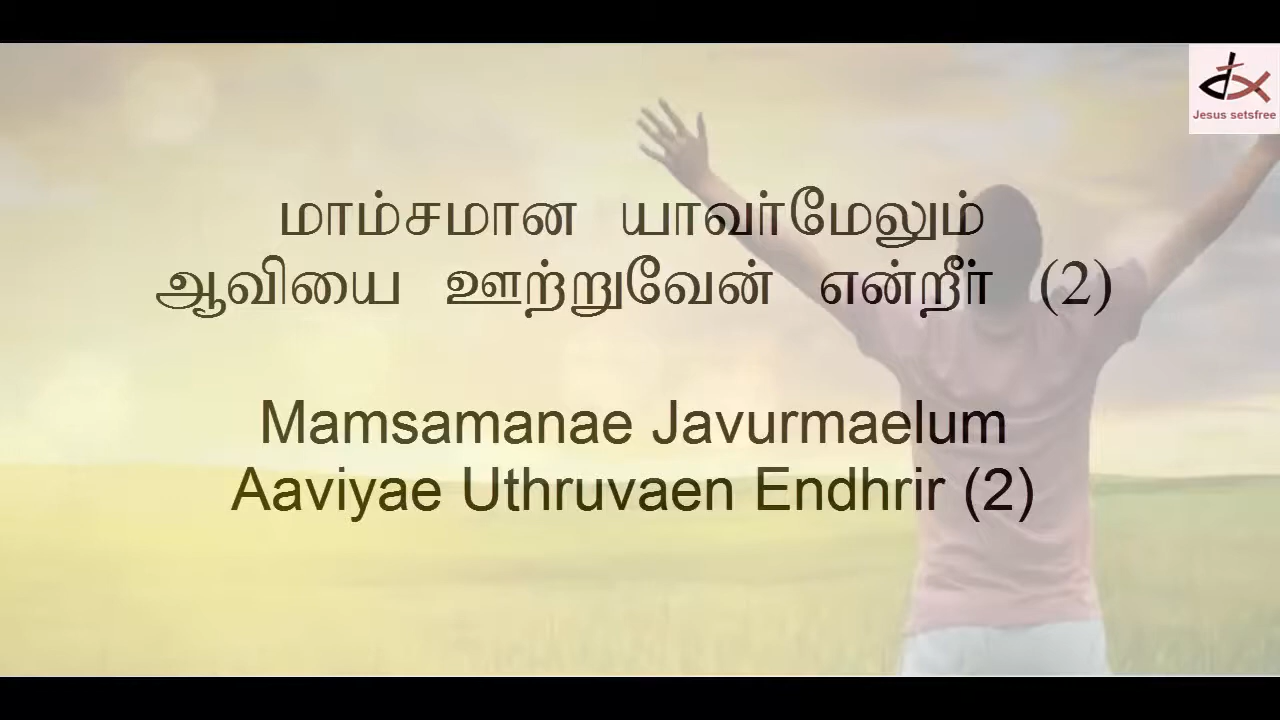 Jesus setsfree
மாம்சமான யாவர்மேலும்
ஆவியை ஊற்றுவேன் என்றீர் (2)
Mamsamanae Javurmaelum
Aaviyae Uthruvaen Endhrir (2)